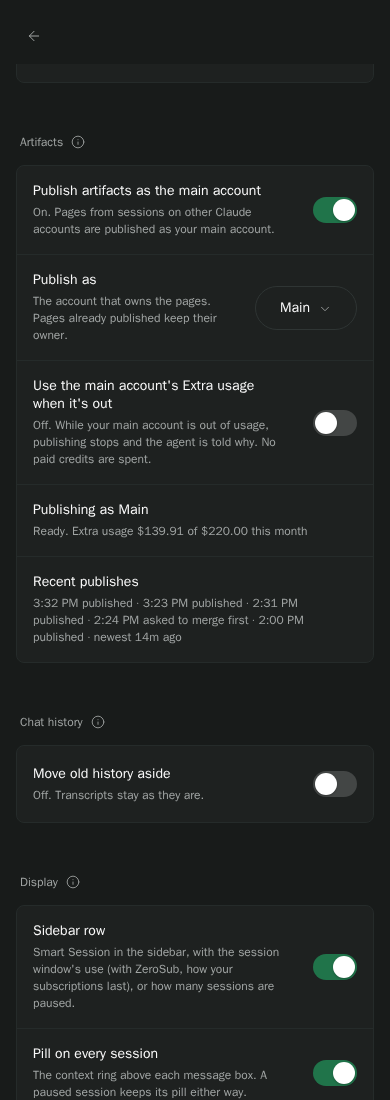 Artifacts
Publish artifacts as the main account
On. Pages from sessions on other Claude
accounts are published as your main account.
Publish as
The account that owns the pages.
Pages already published keep their
owner.
Main
Use the main account's Extra usage
when it's out
Off. While your main account is out of usage,
publishing stops and the agent is told why. No
paid credits are spent.
Publishing as Main
Ready. Extra usage $139.91 of $220.00 this month
Recent publishes
3:32 PM published · 3:23 PM published · 2:31 PM
published · 2:24 PM asked to merge first · 2:00 PM
published · newest 14m ago
Chat history
Move old history aside
Off. Transcripts stay as they are.
Display
Sidebar row
Smart Session in the sidebar, with the session
window's use (with ZeroSub, how your
subscriptions last), or how many sessions are
paused.
Pill on every session
The context ring above each message box. A
paused session keeps its pill either way.